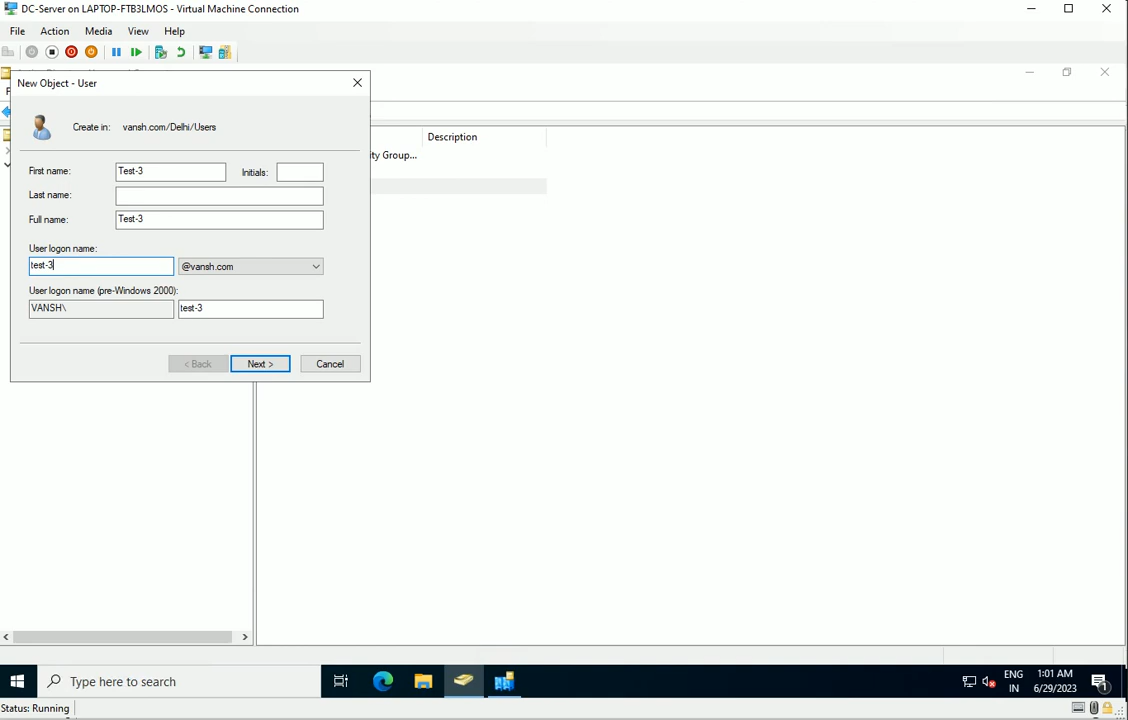 DC-Server on LAPTOP-FTB3LMOS - Virtual Machine Connection
File Action Media View Help
New Object - User
Create in: vansh.com/Delhi/Users
First name: Test-3 Initials:
Last name:
Full name: Test-3
User logon name:
test-3 @vansh.com
User logon name (pre-Windows 2000):
VANSH\ test-3
< Back Next > Cancel
Description
ity Group...
Type here to search
ENG
IN
1:01 AM
6/29/2023
1
Status: Running